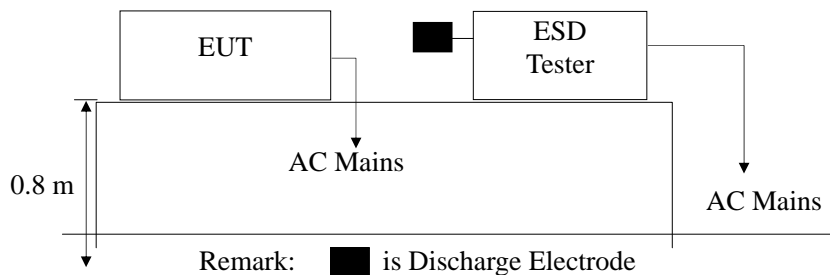 EUT
ESD
Tester
AC Mains
0.8 m
AC Mains
Remark: is Discharge Electrode